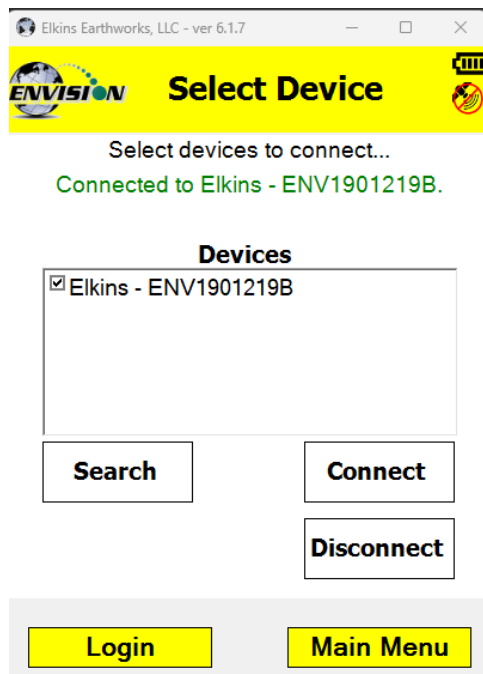 Elkins Earthworks, LLC - ver 6.1.7
ENVISION
Select Device
Select devices to connect...
Connected to Elkins - ENV1901219B.
Devices
Elkins - ENV1901219B
Search
Connect
Disconnect
Login
Main Menu